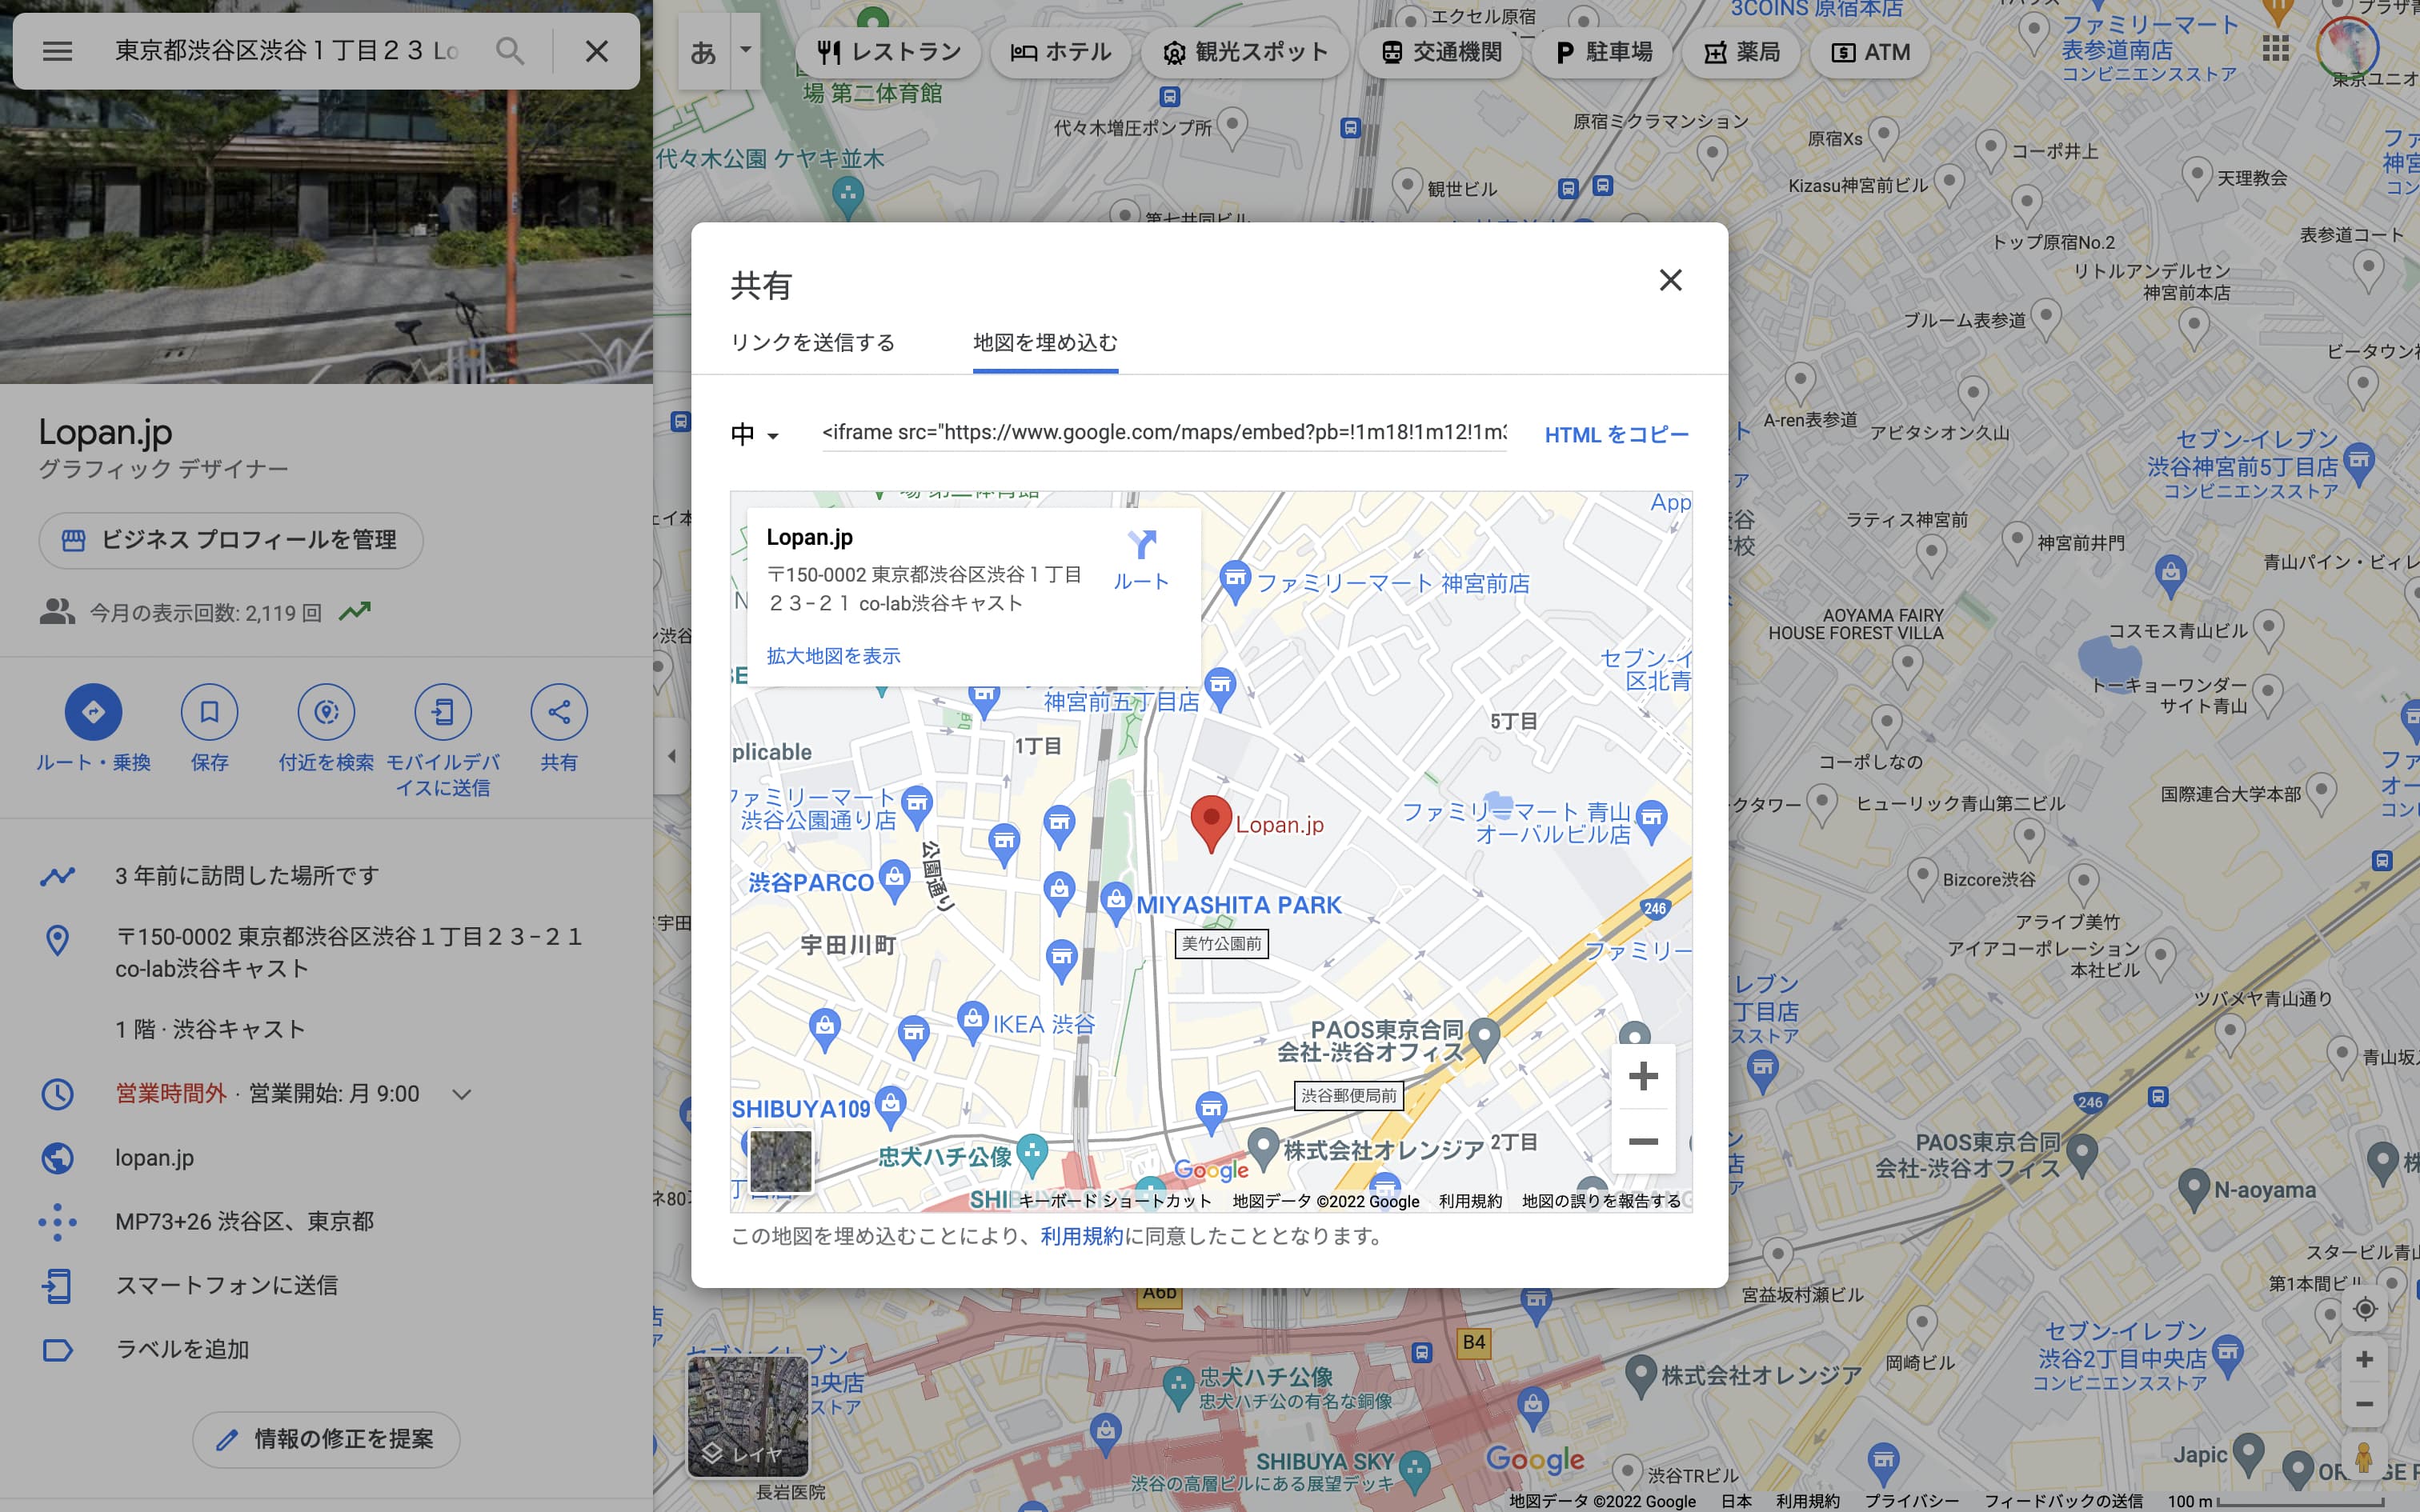 東京都渋谷区渋谷１丁目２３ Lo
あ
レストラン
ホテル
観光スポット
交通機関
駐車場
薬局
ATM
Lopan.jp
グラフィック デザイナー
ビジネス プロフィールを管理
今月の表示回数: 2,119 回
ルート・乗換
保存
付近を検索
モバイルデバ
イスに送信
共有
3 年前に訪問した場所です
〒150-0002 東京都渋谷区渋谷１丁目２３−２１
co-lab渋谷キャスト
1 階 · 渋谷キャスト
営業時間外 · 営業開始: 月 9:00
lopan.jp
MP73+26 渋谷区、東京都
スマートフォンに送信
ラベルを追加
情報の修正を提案
共有
リンクを送信する
地図を埋め込む
中
<iframe src="https://www.google.com/maps/embed?pb=!1m18!1m12!1m3
HTML をコピー
Lopan.jp
〒150-0002 東京都渋谷区渋谷１丁目
２３−２１ co-lab渋谷キャスト
ルート
拡大地図を表示
App
ファミリーマート 神宮前店
神宮前五丁目店
セブン-イ
区北青
5丁目
1丁目
plicable
ファミリーマート
渋谷公園通り店
公園通り
Lopan.jp
ファミリーマート 青山
オーバルビル店
渋谷PARCO
MIYASHITA PARK
246
美竹公園前
宇田川町
ファミリー
IKEA 渋谷
PAOS東京合同
会社-渋谷オフィス
渋谷郵便局前
SHIBUYA109
忠犬ハチ公像
株式会社オレンジア
2丁目
Google
キーボード ショートカット
地図データ ©2022 Google
利用規約
地図の誤りを報告する
この地図を埋め込むことにより、利用規約に同意したこととなります。
3COINS 原宿本店
エクセル原宿
ファミリーマート
表参道南店
コンビニエンスストア
東京ユニオ
場 第二体育館
代々木増圧ポンプ所
代々木公園 ケヤキ並木
原宿ミクラマンション
原宿Xs
コーポ井上
観世ビル
Kizasu神宮前ビル
天理教会
第七共同ビル
トップ原宿No.2
表参道コート
リトルアンデルセン
神宮前本店
ブルーム表参道
A-ren表参道
アビタシオン久山
セブン-イレブン
渋谷神宮前5丁目店
コンビニエンスストア
ラティス神宮前
神宮前井門
青山パイン・ビィレ
AOYAMA FAIRY
HOUSE FOREST VILLA
コスモス青山ビル
トーキョーワンダー
サイト青山
コーポしなの
クタワー
ヒューリック青山第二ビル
国際連合大学本部
Bizcore渋谷
アライブ美竹
アイアコーポレーション
本社ビル
ツバメヤ青山通り
レブン
丁目店
スストア
246
PAOS東京合同
会社-渋谷オフィス
N-aoyama
スタービル青山
第1本間ビル
宮益坂村瀬ビル
A6b
B4
岡崎ビル
セブン-イレブン
渋谷2丁目中央店
コンビニエンスストア
株式会社オレンジア
忠犬ハチ公像
忠犬ハチ公の有名な銅像
SHIBUYA SKY
渋谷の高層ビルにある展望デッキ
Google
渋谷TRビル
Japic
レイヤ
長岩医院
地図データ ©2022 Google
日本
利用規約
プライバシー
フィードバックの送信
100 m